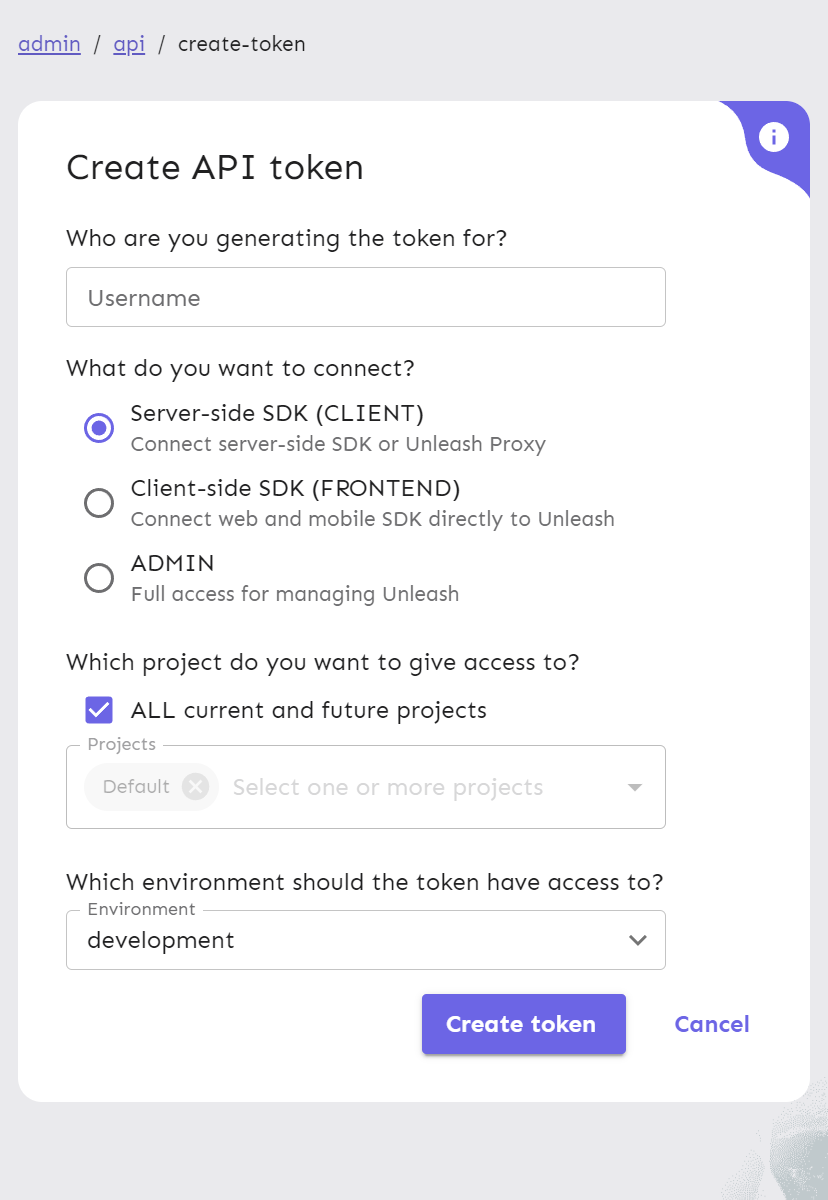 admin / api / create-token
Create API token
Who are you generating the token for?
Username
What do you want to connect?
Server-side SDK (CLIENT)
Connect server-side SDK or Unleash Proxy
Client-side SDK (FRONTEND)
Connect web and mobile SDK directly to Unleash
ADMIN
Full access for managing Unleash
Which project do you want to give access to?
ALL current and future projects
Projects
Default Select one or more projects
Which environment should the token have access to?
Environment
development
Create token Cancel